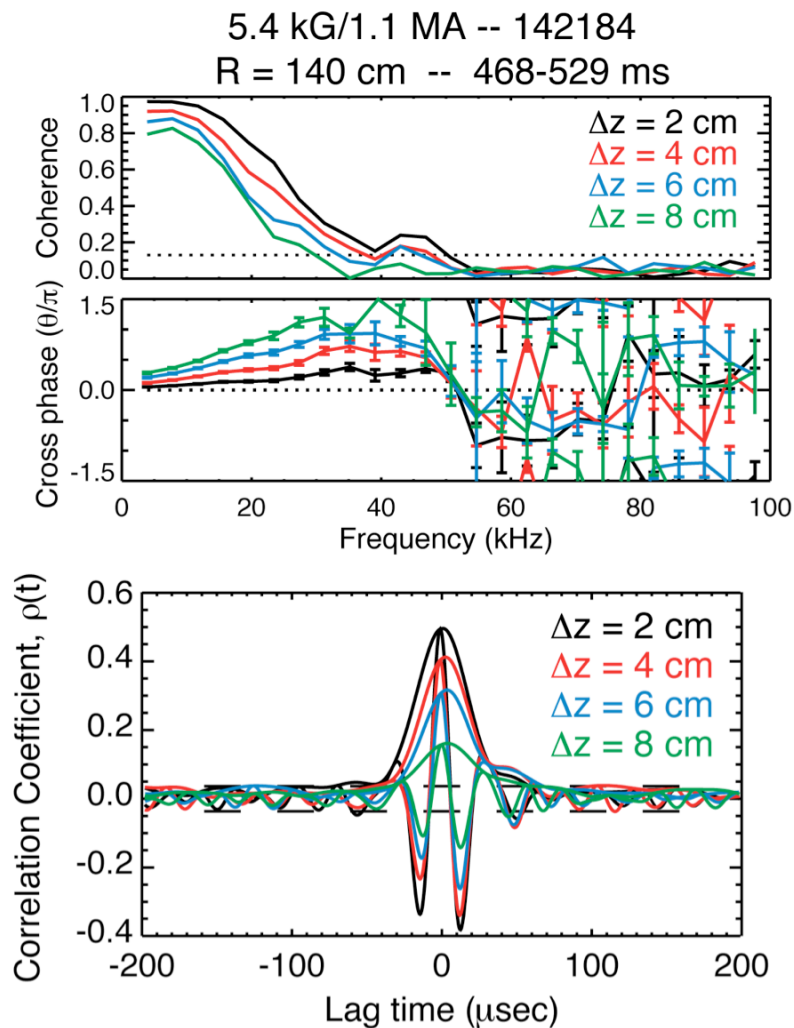 5.4 kG/1.1 MA -- 142184
R = 140 cm -- 468-529 ms
1.0
0.8
0.6
0.4
0.2
0.0
Coherence
Δz = 2 cm
Δz = 4 cm
Δz = 6 cm
Δz = 8 cm
1.5
0.0
-1.5
Cross phase (θ/π)
0 20 40 60 80 100
Frequency (kHz)
0.6
0.4
0.2
0.0
-0.2
-0.4
Correlation Coefficient, ρ(t)
Δz = 2 cm
Δz = 4 cm
Δz = 6 cm
Δz = 8 cm
-200 -100 0 100 200
Lag time (μsec)